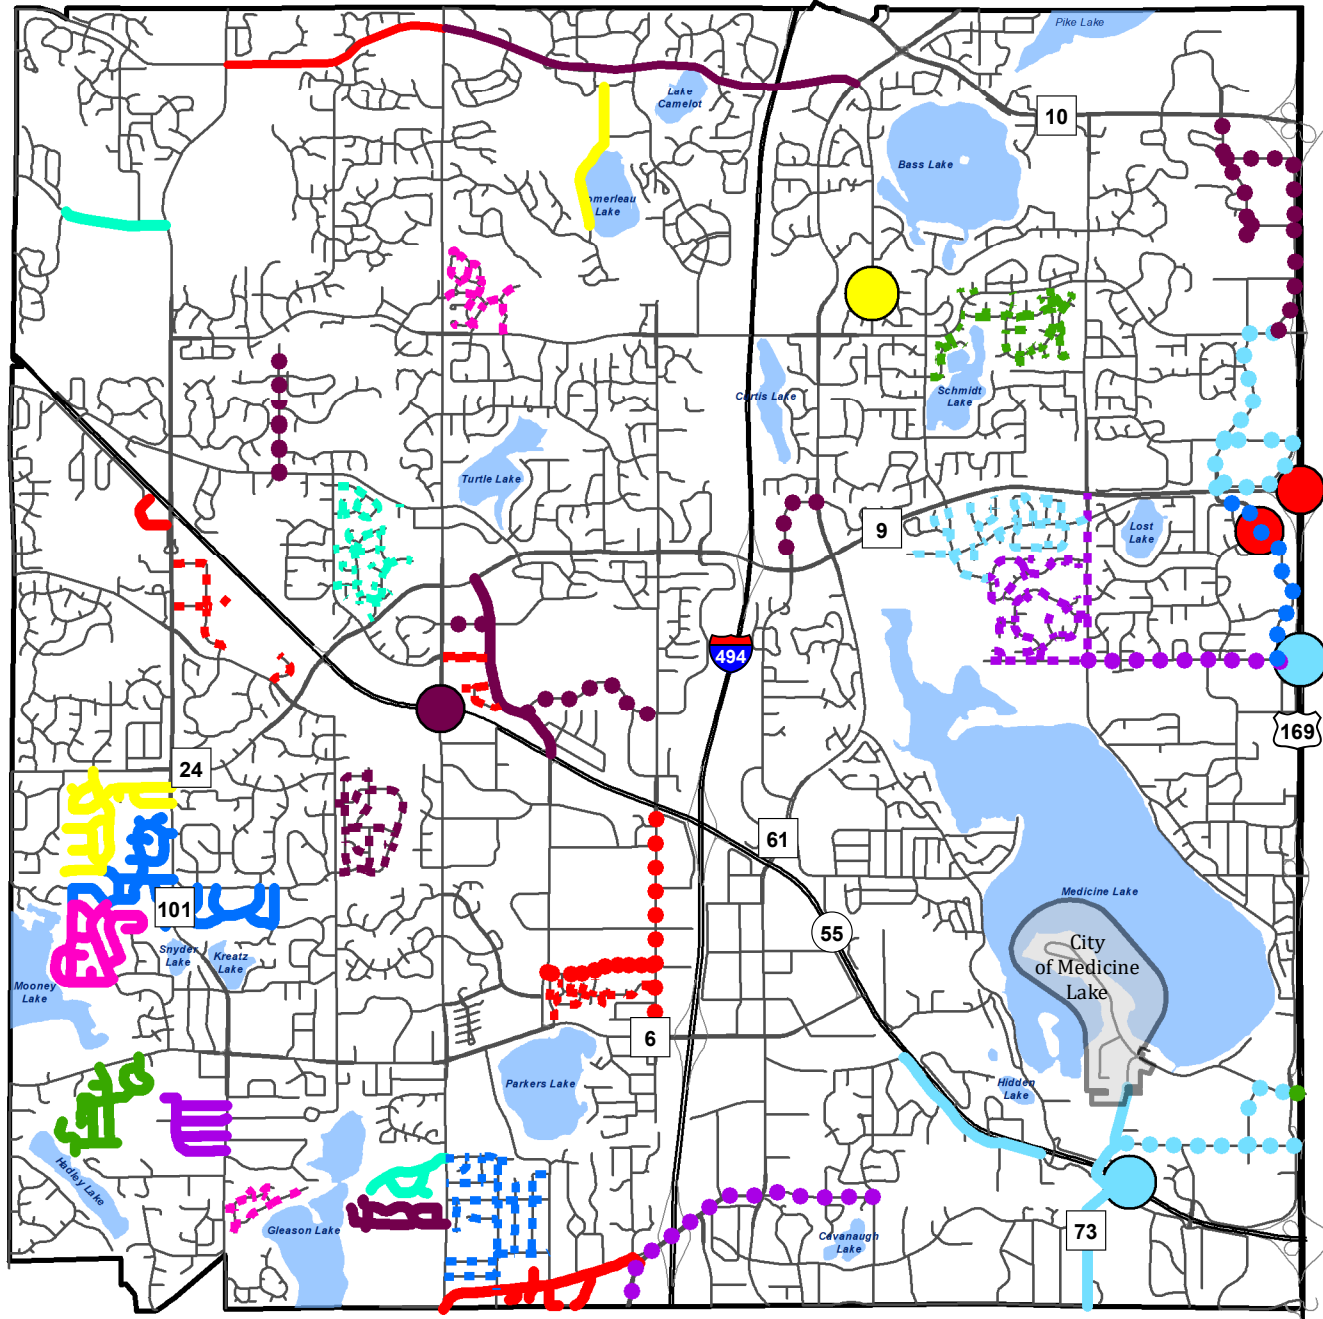 Pike Lake
Lake
Camelot
10
Bass Lake
omerleau
Lake
Schmidt
Lake
Curtis Lake
Turtle Lake
9
Lost
Lake
494
169
24
61
101
55
Medicine Lake
Snyder
Lake
Kreatz
Lake
City
of Medicine
Lake
Mooney
Lake
6
Parkers Lake
Hidden
Lake
Hadley Lake
Gleason Lake
Cavanaugh
Lake
73